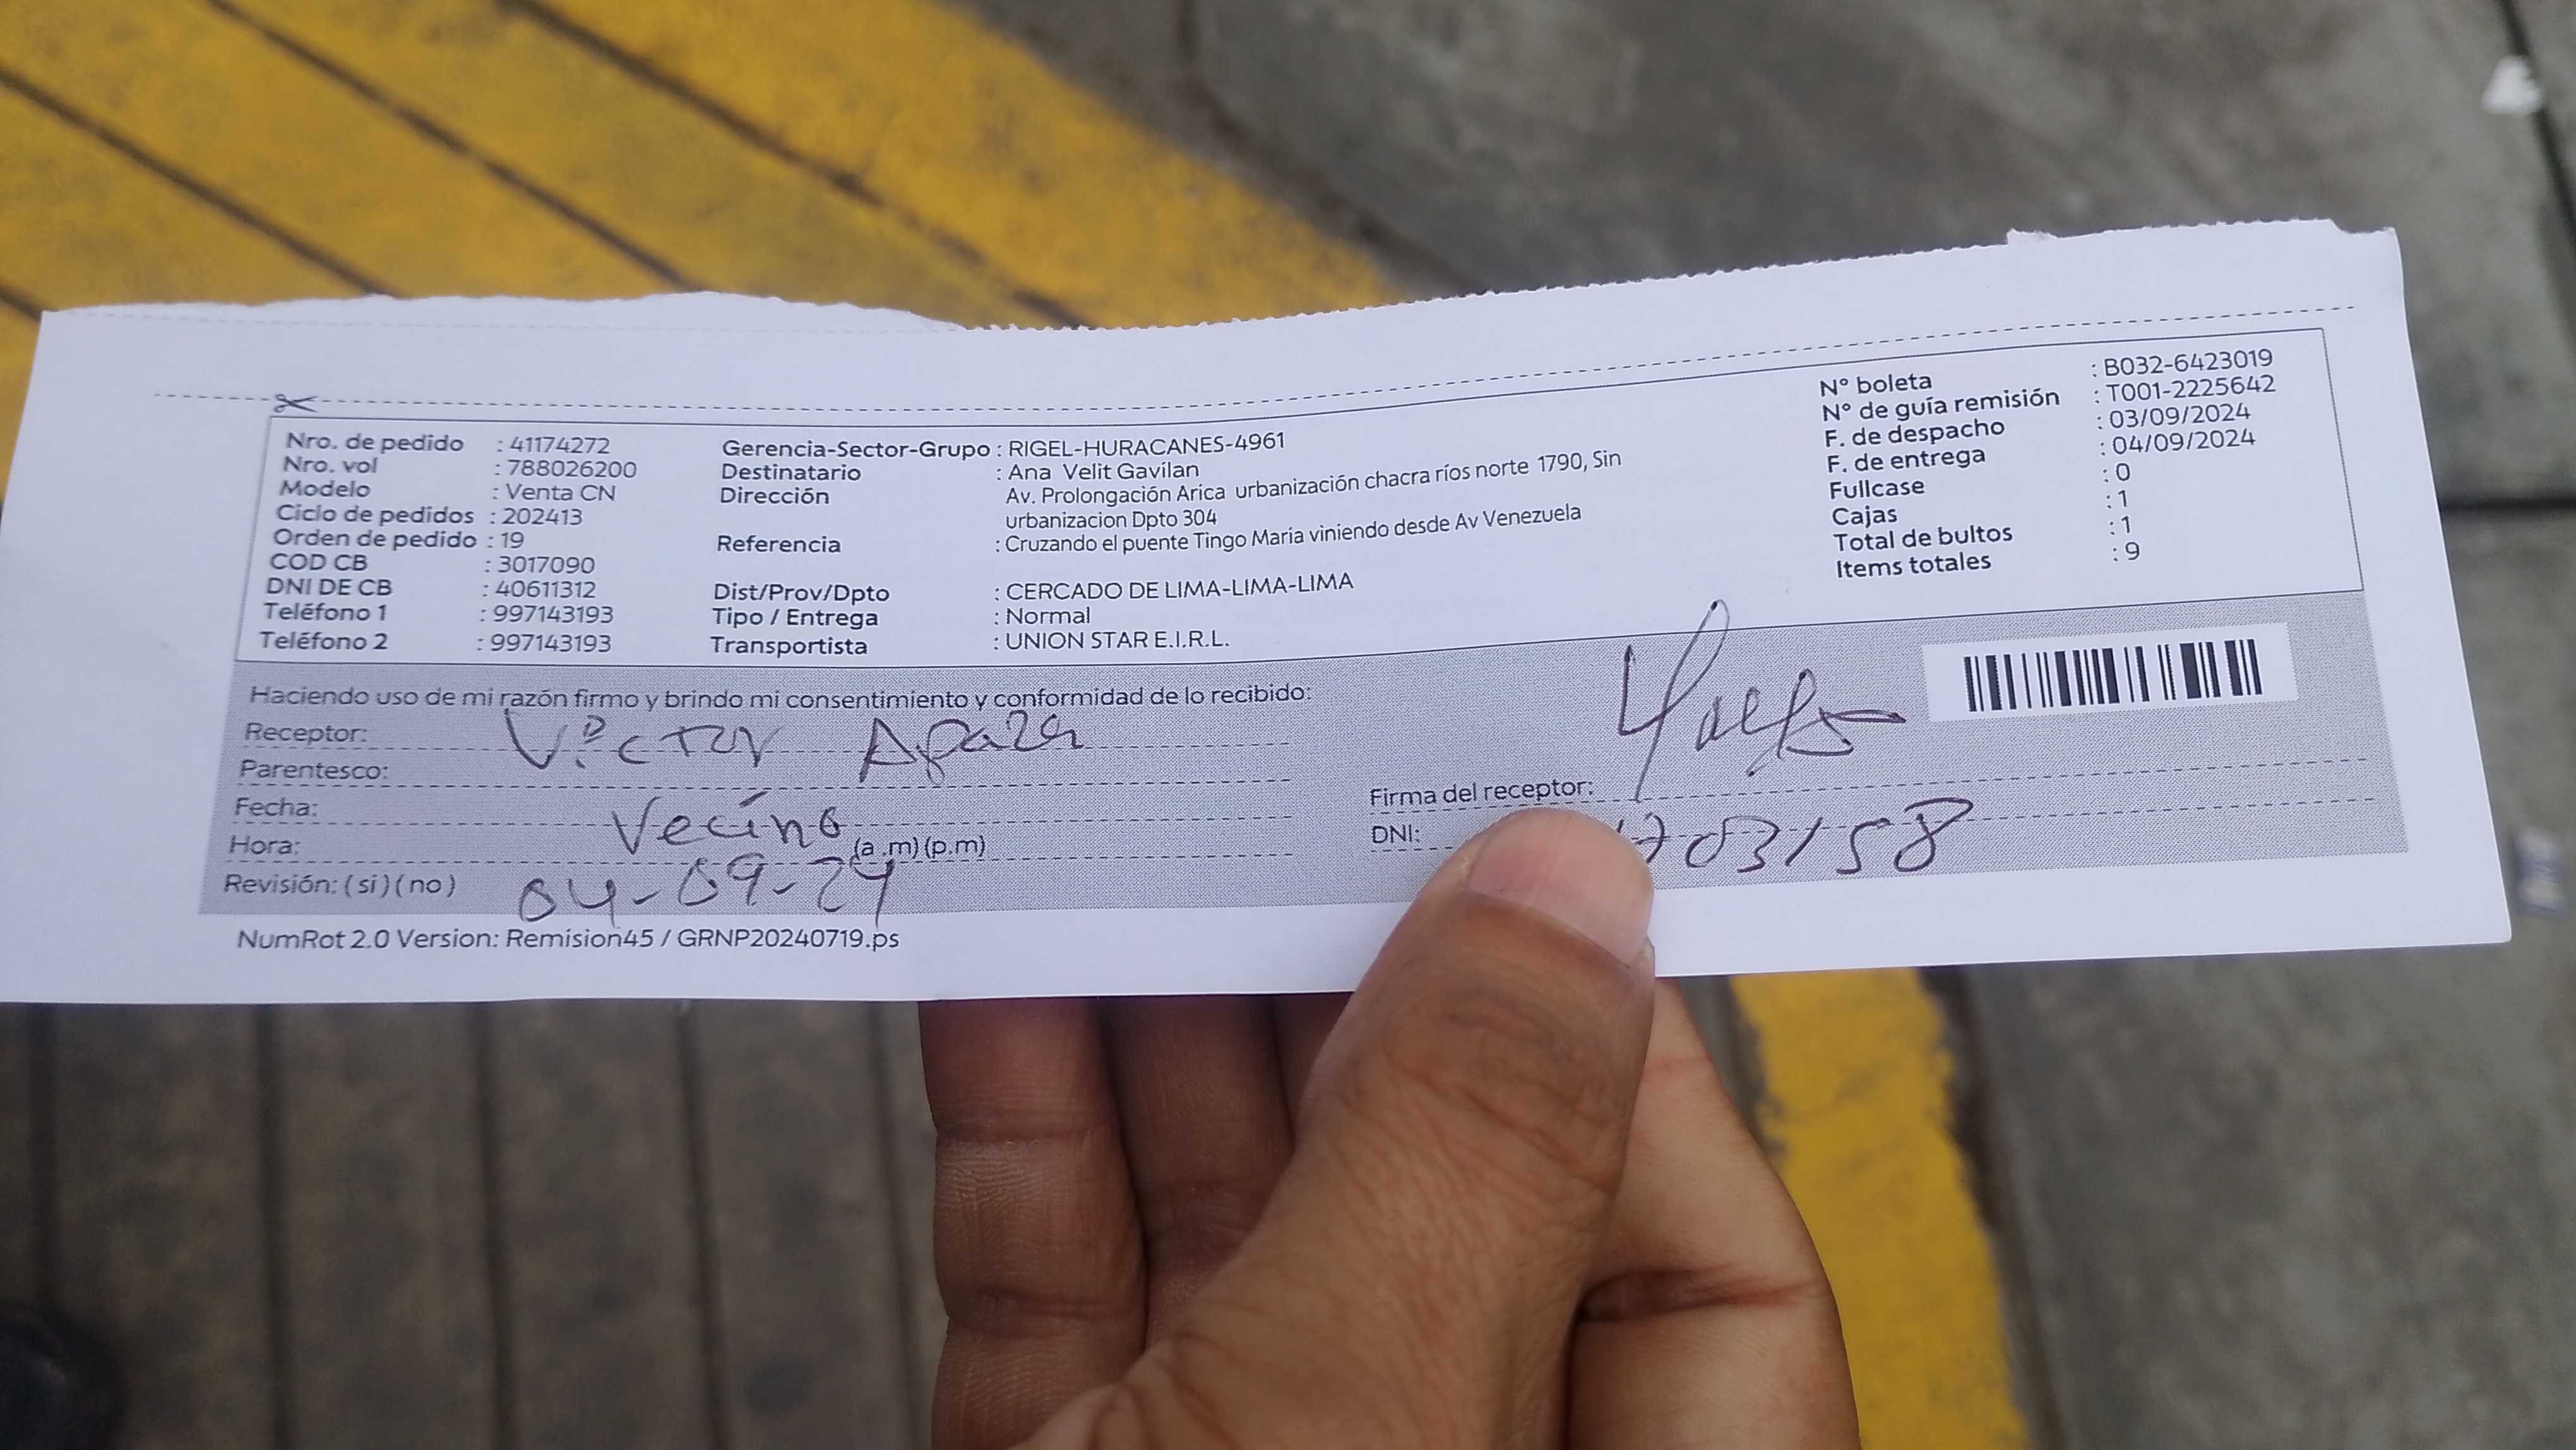 Nro. de pedido : 41174272
Nro. vol : 788026200
Modelo : Venta CN
Ciclo de pedidos : 202413
Orden de pedido : 19
COD CB : 3017090
DNI DE CB : 40611312
Teléfono 1 : 997143193
Teléfono 2 : 997143193
Gerencia-Sector-Grupo : RIGEL-HURACANES-4961
Destinatario : Ana Velit Gavilan
Dirección : Av. Prolongación Arica urbanización chacra ríos norte 1790, Sin
urbanizacion Dpto 304
Referencia : Cruzando el puente Tingo María viniendo desde Av Venezuela
Dist/Prov/Dpto : CERCADO DE LIMA-LIMA-LIMA
Tipo / Entrega : Normal
Transportista : UNION STAR E.I.R.L.
N° boleta : B032-6423019
N° de guía remisión : T001-2225642
F. de despacho : 03/09/2024
F. de entrega : 04/09/2024
Fullcase : 0
Cajas : 1
Total de bultos : 1
Items totales : 9
Haciendo uso de mi razón firmo y brindo mi consentimiento y conformidad de lo recibido:
Receptor: Victor Apaza
Parentesco:
Fecha: Vecino
Hora: (a .m) (p.m)
Revisión: (si) (no) 04-09-24
Firma del receptor:
DNI: 703158
NumRot 2.0 Version: Remision45 / GRNP20240719.ps